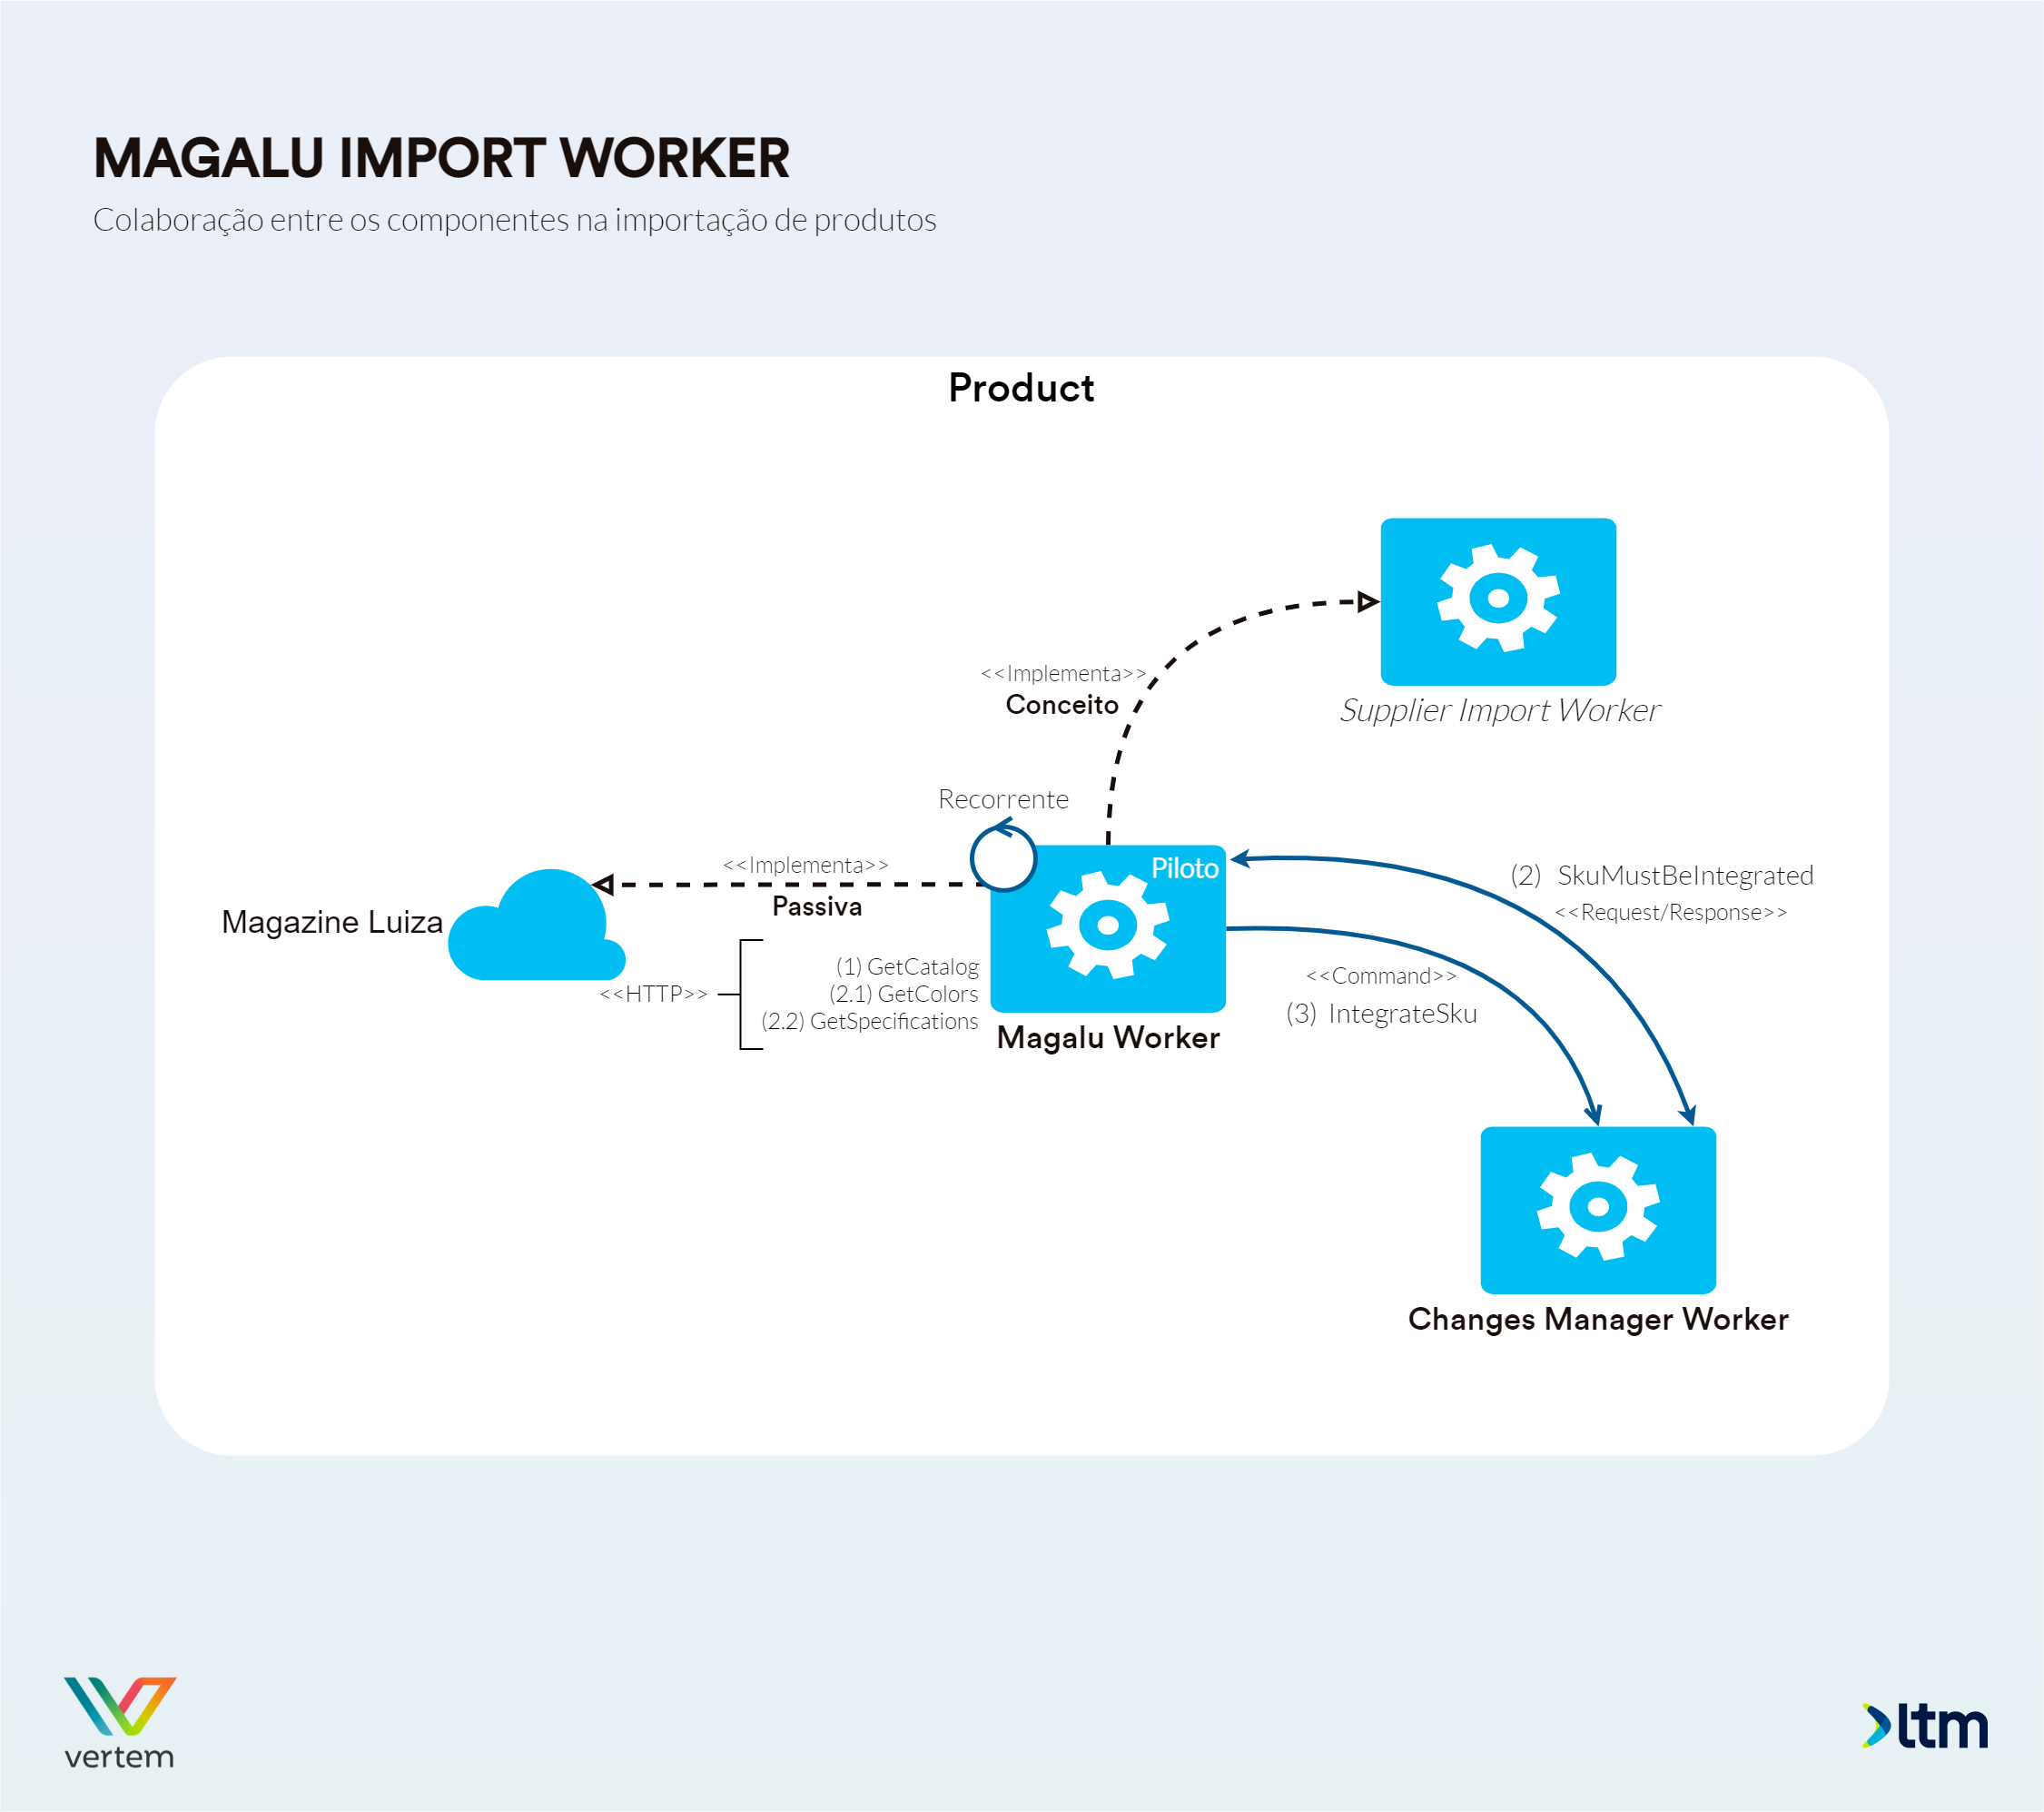 MAGALU IMPORT WORKER
Colaboração entre os componentes na importação de produtos
Product
Supplier Import Worker
<<Implementa>>
Conceito
Recorrente
<<Implementa>>
Passiva
Magazine Luiza
<<HTTP>>
(1) GetCatalog
(2.1) GetColors
(2.2) GetSpecifications
Piloto
Magalu Worker
(2) SkuMustBeIntegrated
<<Request/Response>>
<<Command>>
(3) IntegrateSku
Changes Manager Worker
vertem
ltm